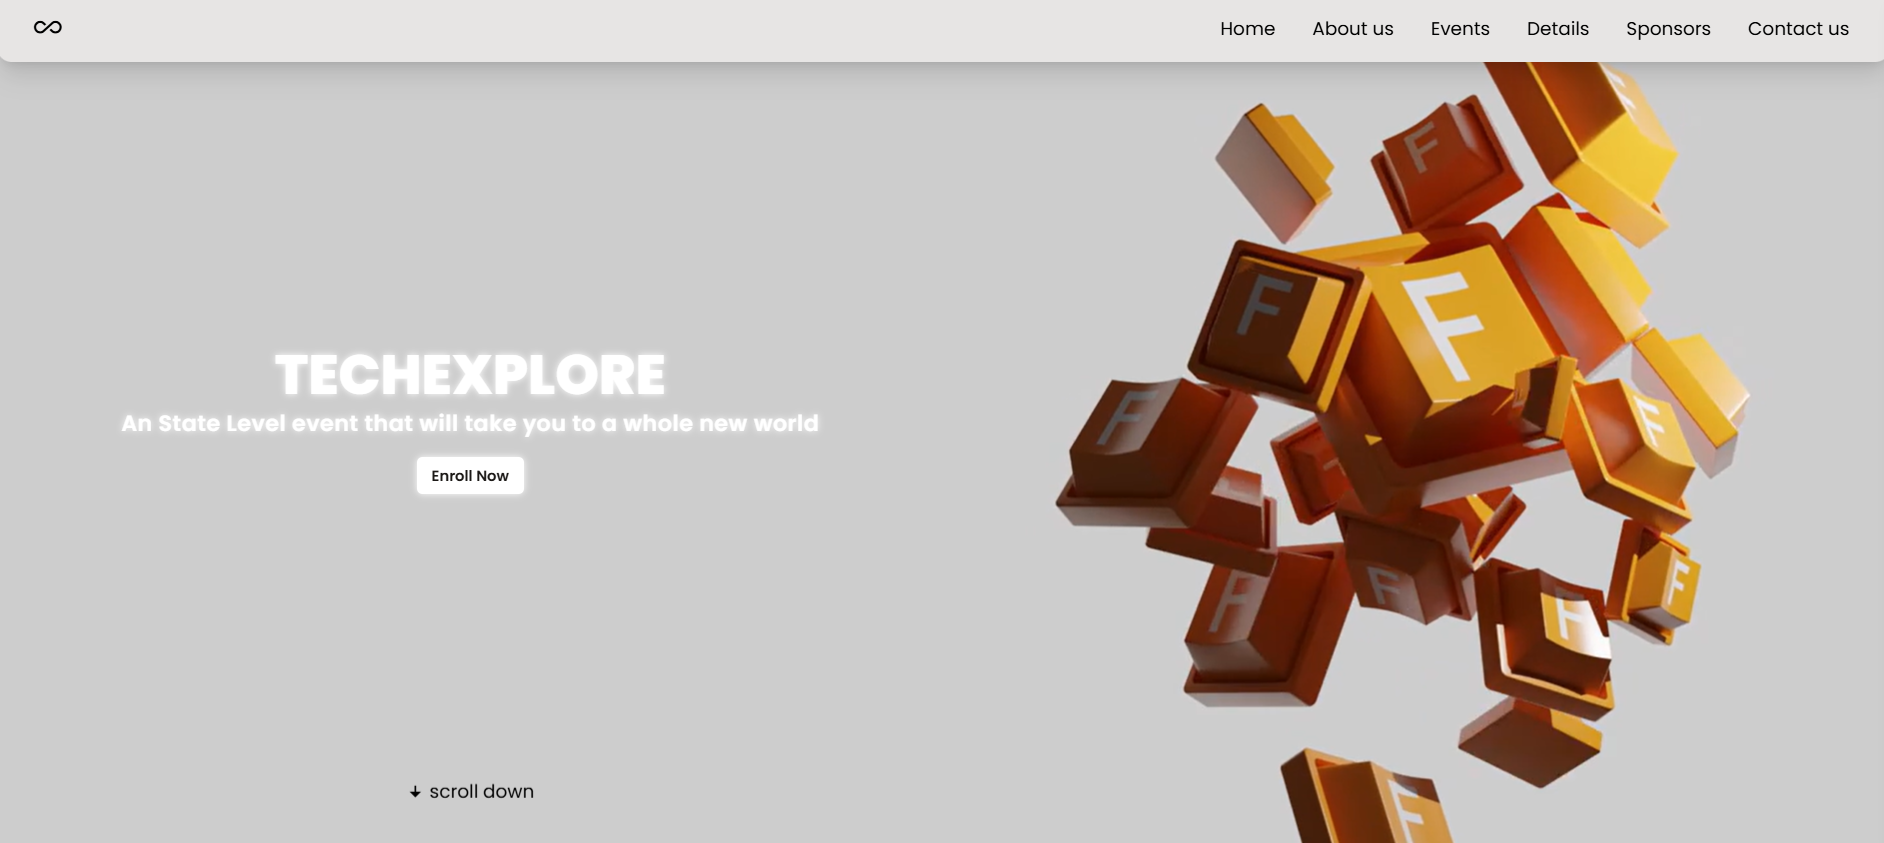 Home About us Events Details Sponsors Contact us
F
F
F
F
F
F
F
F
F
F
F
F
TECHEXPLORE
An State Level event that will take you to a whole new world
Enroll Now
scroll down